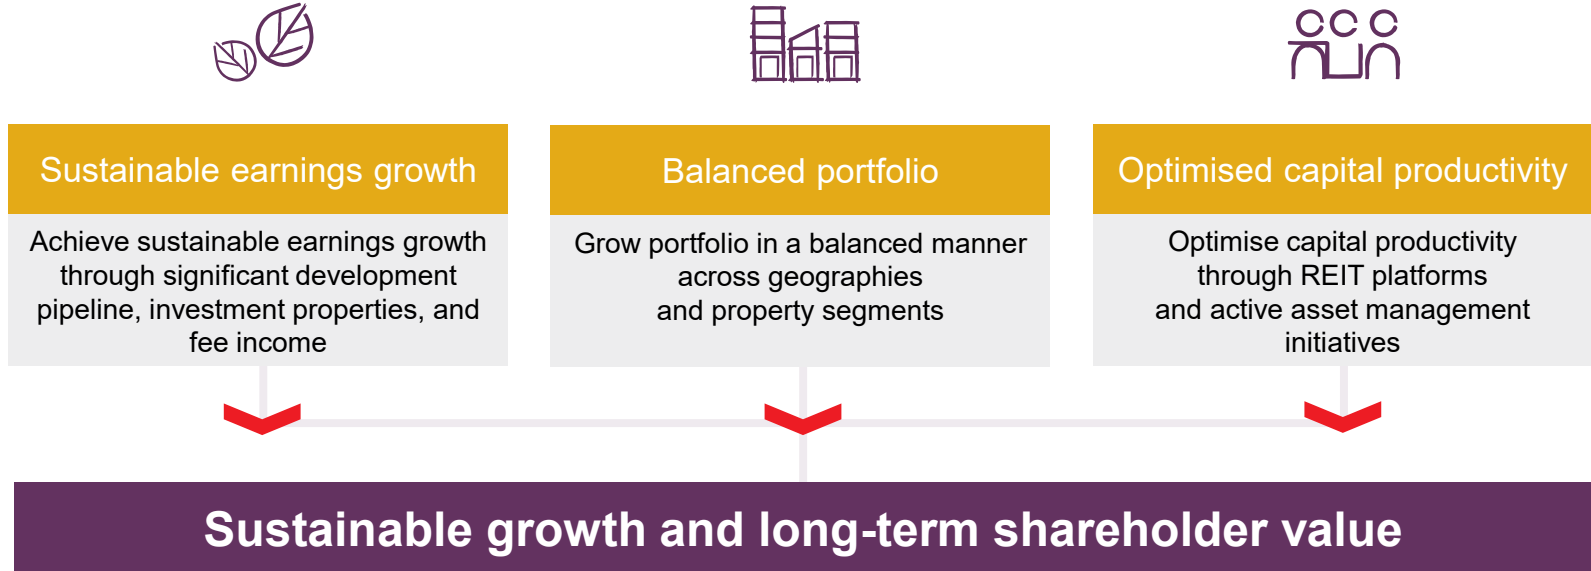 Sustainable earnings growth
Achieve sustainable earnings growth
through significant development
pipeline, investment properties, and
fee income
Balanced portfolio
Grow portfolio in a balanced manner
across geographies
and property segments
Optimised capital productivity
Optimise capital productivity
through REIT platforms
and active asset management
initiatives
Sustainable growth and long-term shareholder value